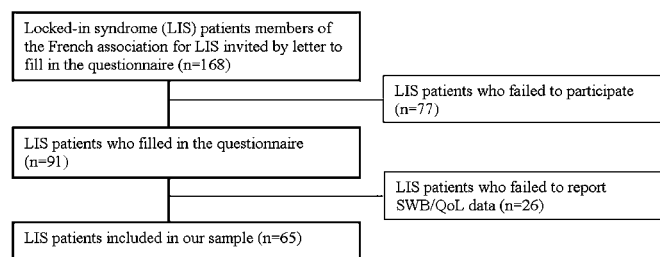 Locked-in syndrome (LIS) patients members of
the French association for LIS invited by letter to
fill in the questionnaire (n=168)
LIS patients who failed to participate
(n=77)
LIS patients who filled in the questionnaire
(n=91)
LIS patients who failed to report
SWB/QoL data (n=26)
LIS patients included in our sample (n=65)